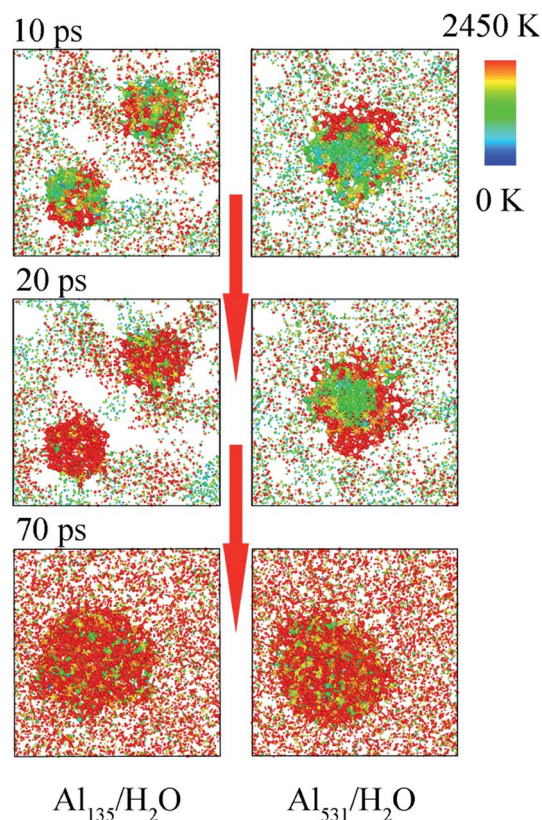 10 ps
2450 K
0 K
20 ps
70 ps
Al₁₃₅/H₂O
Al₅₃₁/H₂O